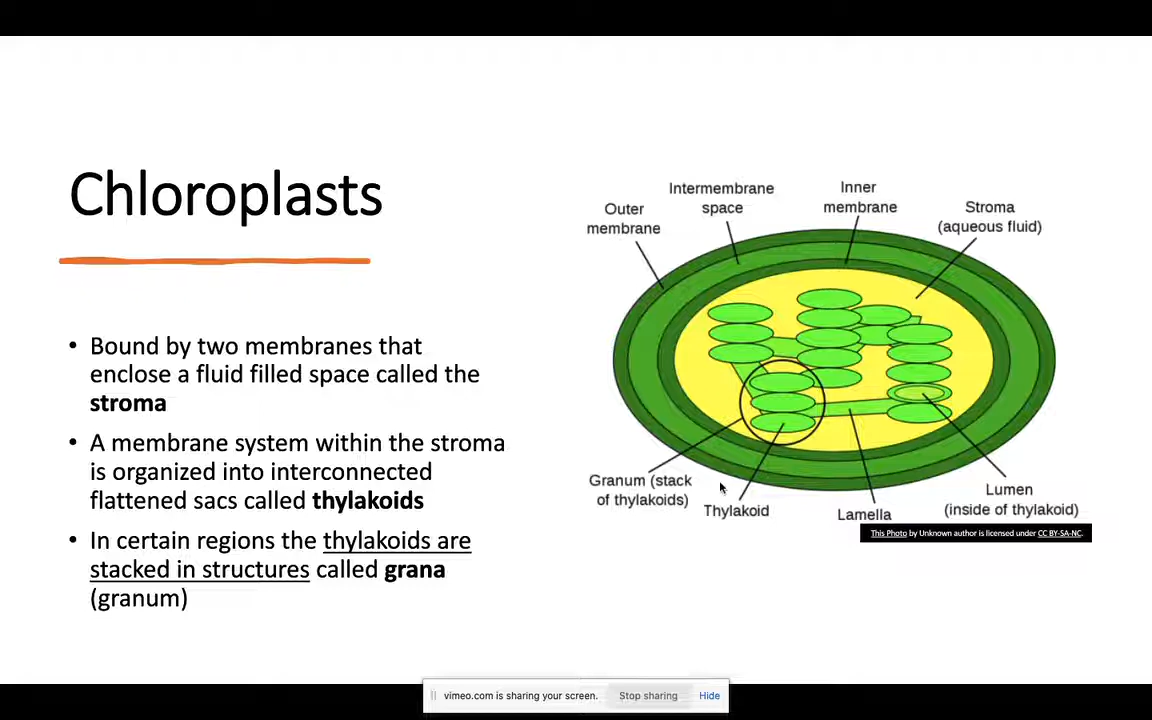 Chloroplasts
• Bound by two membranes that
enclose a fluid filled space called the
stroma
• A membrane system within the stroma
is organized into interconnected
flattened sacs called thylakoids
• In certain regions the thylakoids are
stacked in structures called grana
(granum)
Outer
membrane
Intermembrane
space
Inner
membrane
Stroma
(aqueous fluid)
Granum (stack
of thylakoids)
Thylakoid
Lamella
Lumen
(inside of thylakoid)
This Photo by Unknown author is licensed under CC BY-SA-NC.
vimeo.com is sharing your screen. Stop sharing Hide